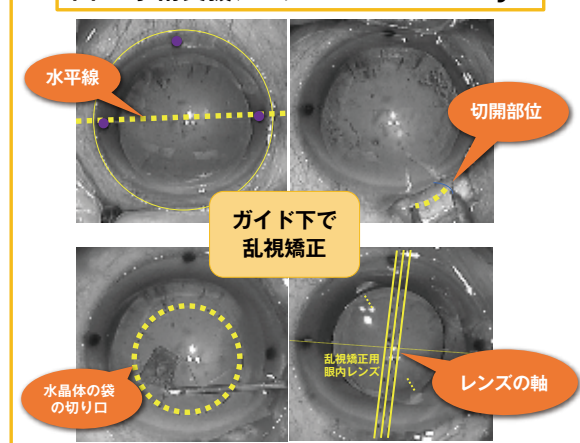 水平線
切開部位
ガイド下で
乱視矯正
水晶体の袋
の切り口
乱視矯正用
眼内レンズ
レンズの軸